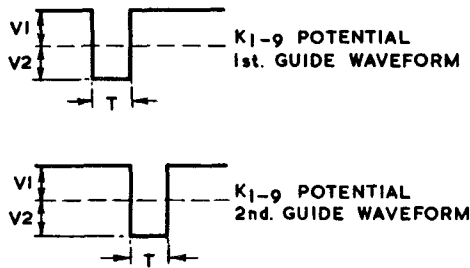 V1
V2
T
K1-9 POTENTIAL
1st. GUIDE WAVEFORM
V1
V2
T
K1-9 POTENTIAL
2nd. GUIDE WAVEFORM